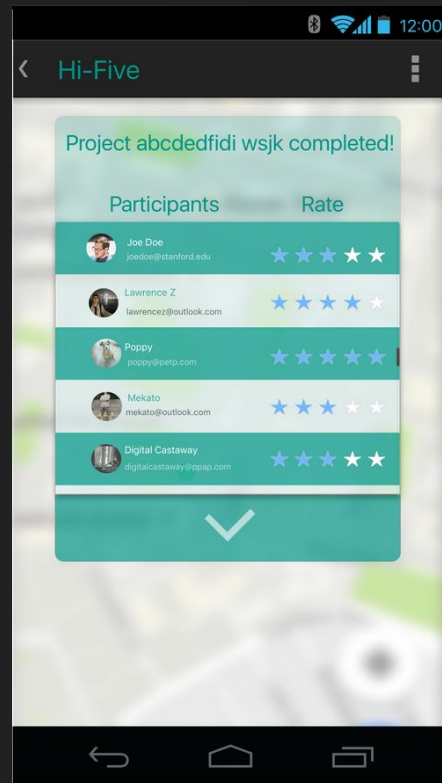 12:00
Hi-Five
Project abcdedfidi wsjk completed!
Participants Rate
Joe Doe
joedoe@stanford.edu
Lawrence Z
lawrencez@outlook.com
Poppy
poppy@petp.com
Mekato
mekato@outlook.com
Digital Castaway
digitalcastaway@ppap.com